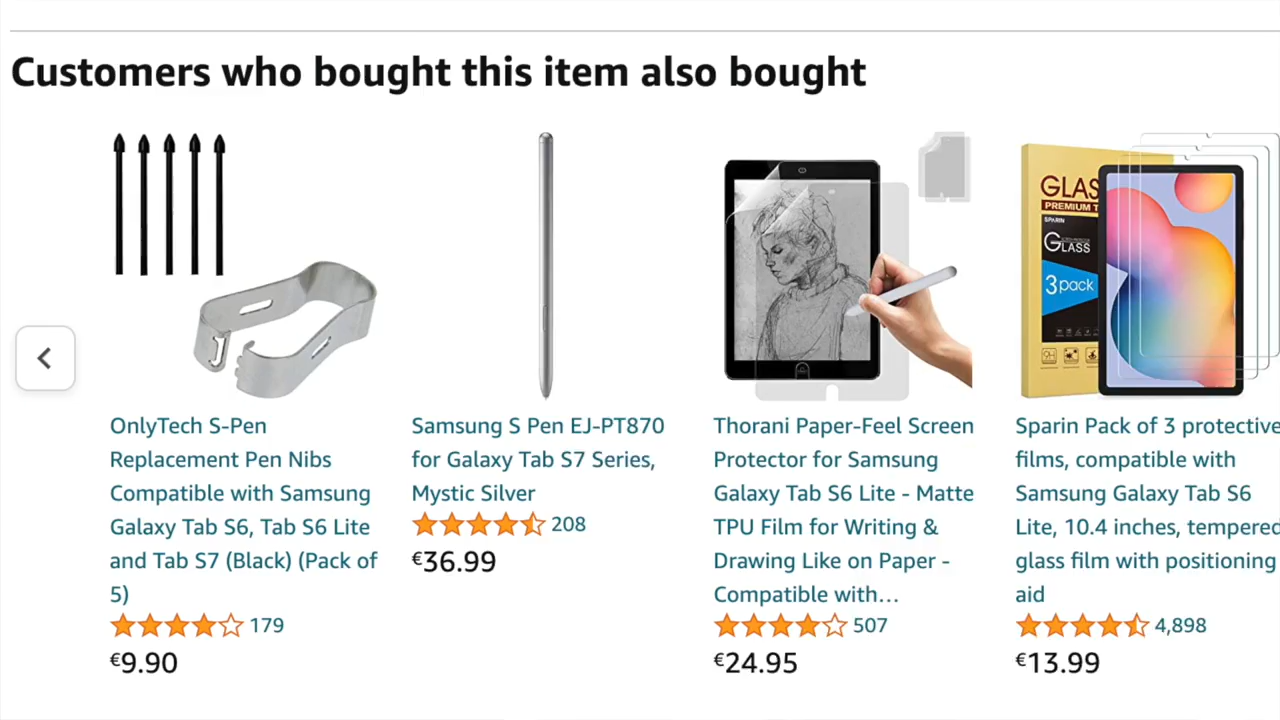 Customers who bought this item also bought
OnlyTech S-Pen
Replacement Pen Nibs
Compatible with Samsung
Galaxy Tab S6, Tab S6 Lite
and Tab S7 (Black) (Pack of
5)
179
€9.90
Samsung S Pen EJ-PT870
for Galaxy Tab S7 Series,
Mystic Silver
208
€36.99
Thorani Paper-Feel Screen
Protector for Samsung
Galaxy Tab S6 Lite - Matte
TPU Film for Writing &
Drawing Like on Paper -
Compatible with…
507
€24.95
GLAS
PREMIUM T
SPARIN
GLASS
3pack
Sparin Pack of 3 protective
films, compatible with
Samsung Galaxy Tab S6
Lite, 10.4 inches, tempered
glass film with positioning
aid
4,898
€13.99